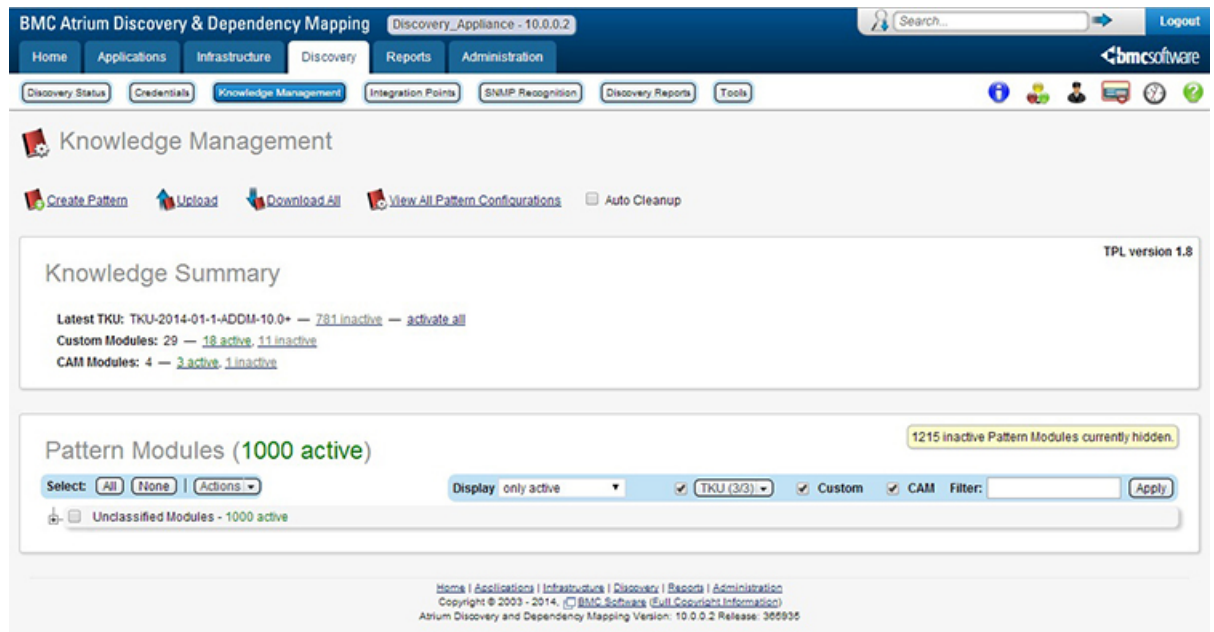 BMC Atrium Discovery & Dependency Mapping Discovery_Appliance - 10.0.0.2 Search... Logout
Home Applications Infrastructure Discovery Reports Administration bmcsoftware
Discovery Status Credentials Knowledge Management Integration Points SNMP Recognition Discovery Reports Tools
Knowledge Management
Create Pattern Upload Download All View All Pattern Configurations Auto Cleanup
TPL version 1.8
Knowledge Summary
Latest TKU: TKU-2014-01-1-ADDM-10.0+ — 781 inactive — activate all
Custom Modules: 29 — 18 active, 11 inactive
CAM Modules: 4 — 3 active, 1 inactive
1215 inactive Pattern Modules currently hidden.
Pattern Modules (1000 active)
Select: All None | Actions Display only active TKU (3/3) Custom CAM Filter: Apply
Unclassified Modules - 1000 active
Home | Applications | Infrastructure | Discovery | Reports | Administration
Copyright © 2003 - 2014, BMC Software (Full Copyright Information)
Atrium Discovery and Dependency Mapping Version: 10.0.0.2 Release: 366935